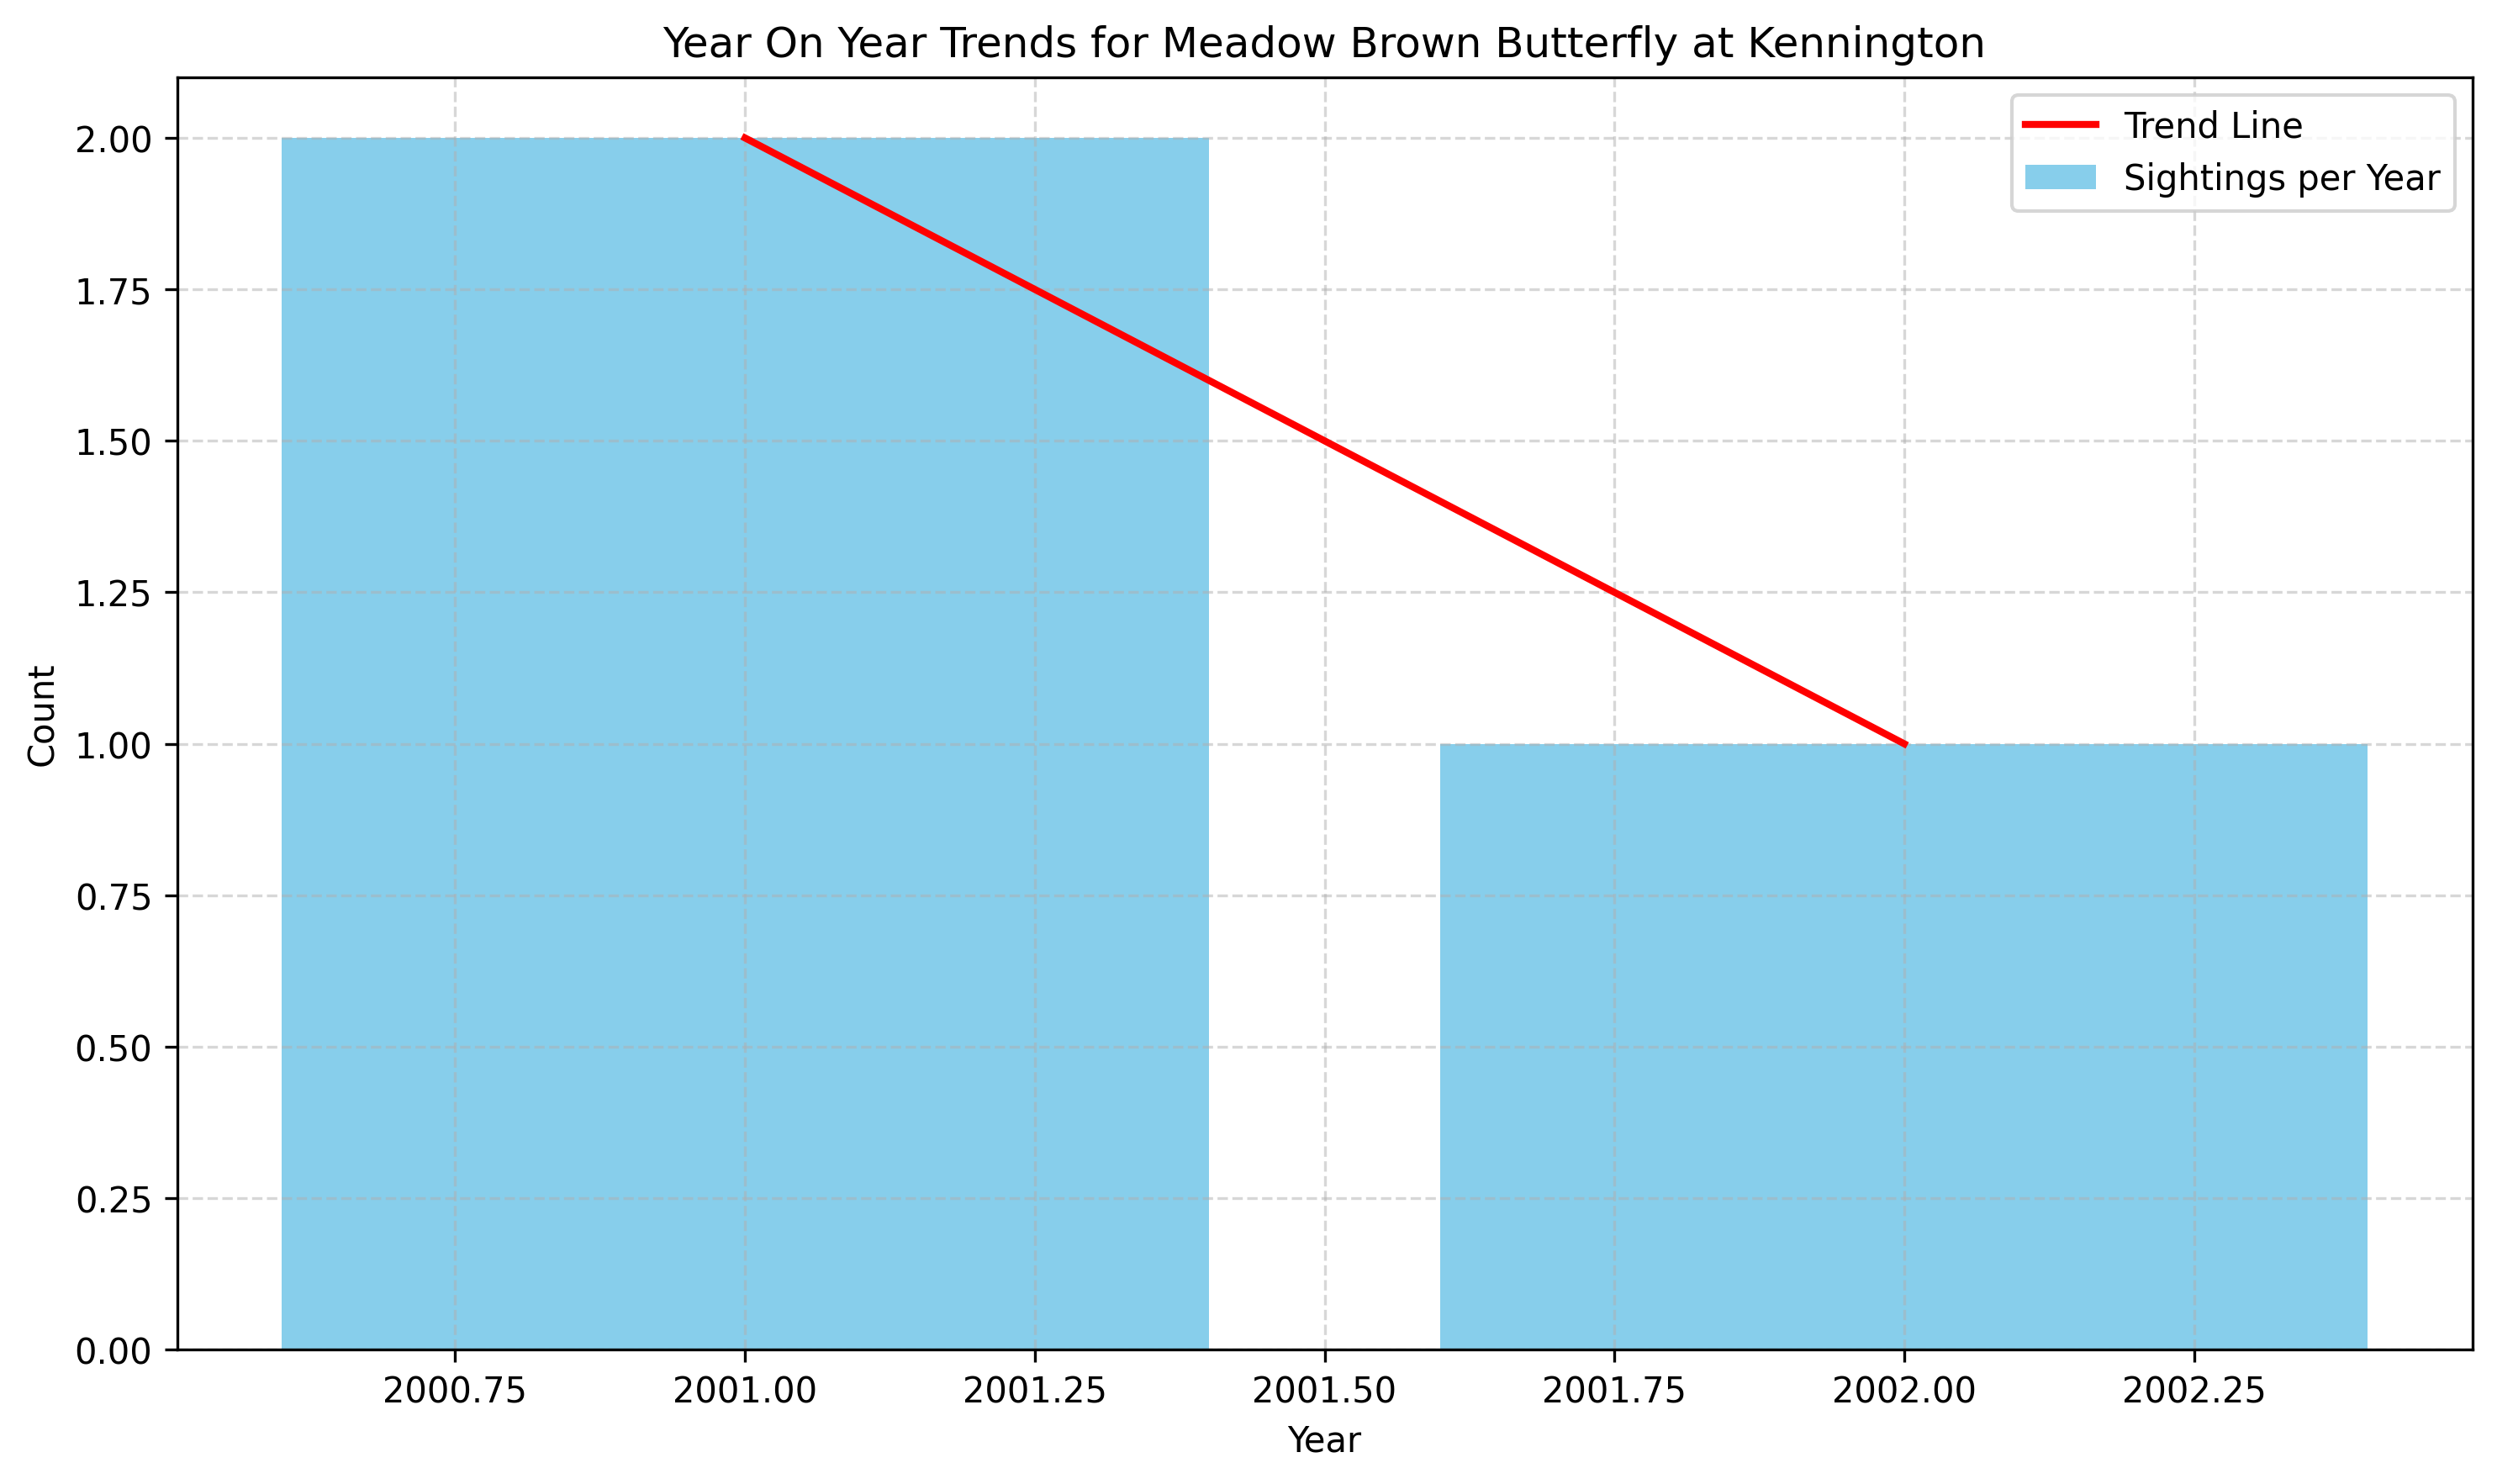 Year On Year Trends for Meadow Brown Butterfly at Kennington
Trend Line
Sightings per Year
2.00
1.75
1.50
1.25
1.00
0.75
0.50
0.25
0.00
Count
2000.75 2001.00 2001.25 2001.50 2001.75 2002.00 2002.25
Year